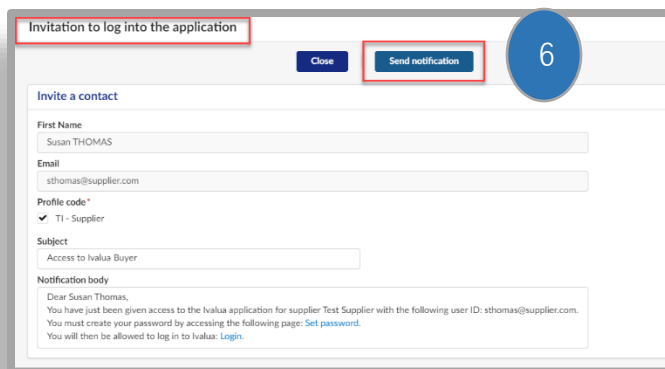 Invitation to log into the application
Close
Send notification
6
Invite a contact
First Name
Susan THOMAS
Email
sthomas@supplier.com
Profile code*
TI - Supplier
Subject
Access to Ivalua Buyer
Notification body
Dear Susan Thomas,
You have just been given access to the Ivalua application for supplier Test Supplier with the following user ID: sthomas@supplier.com.
You must create your password by accessing the following page: Set password.
You will then be allowed to log in to Ivalua: Login.